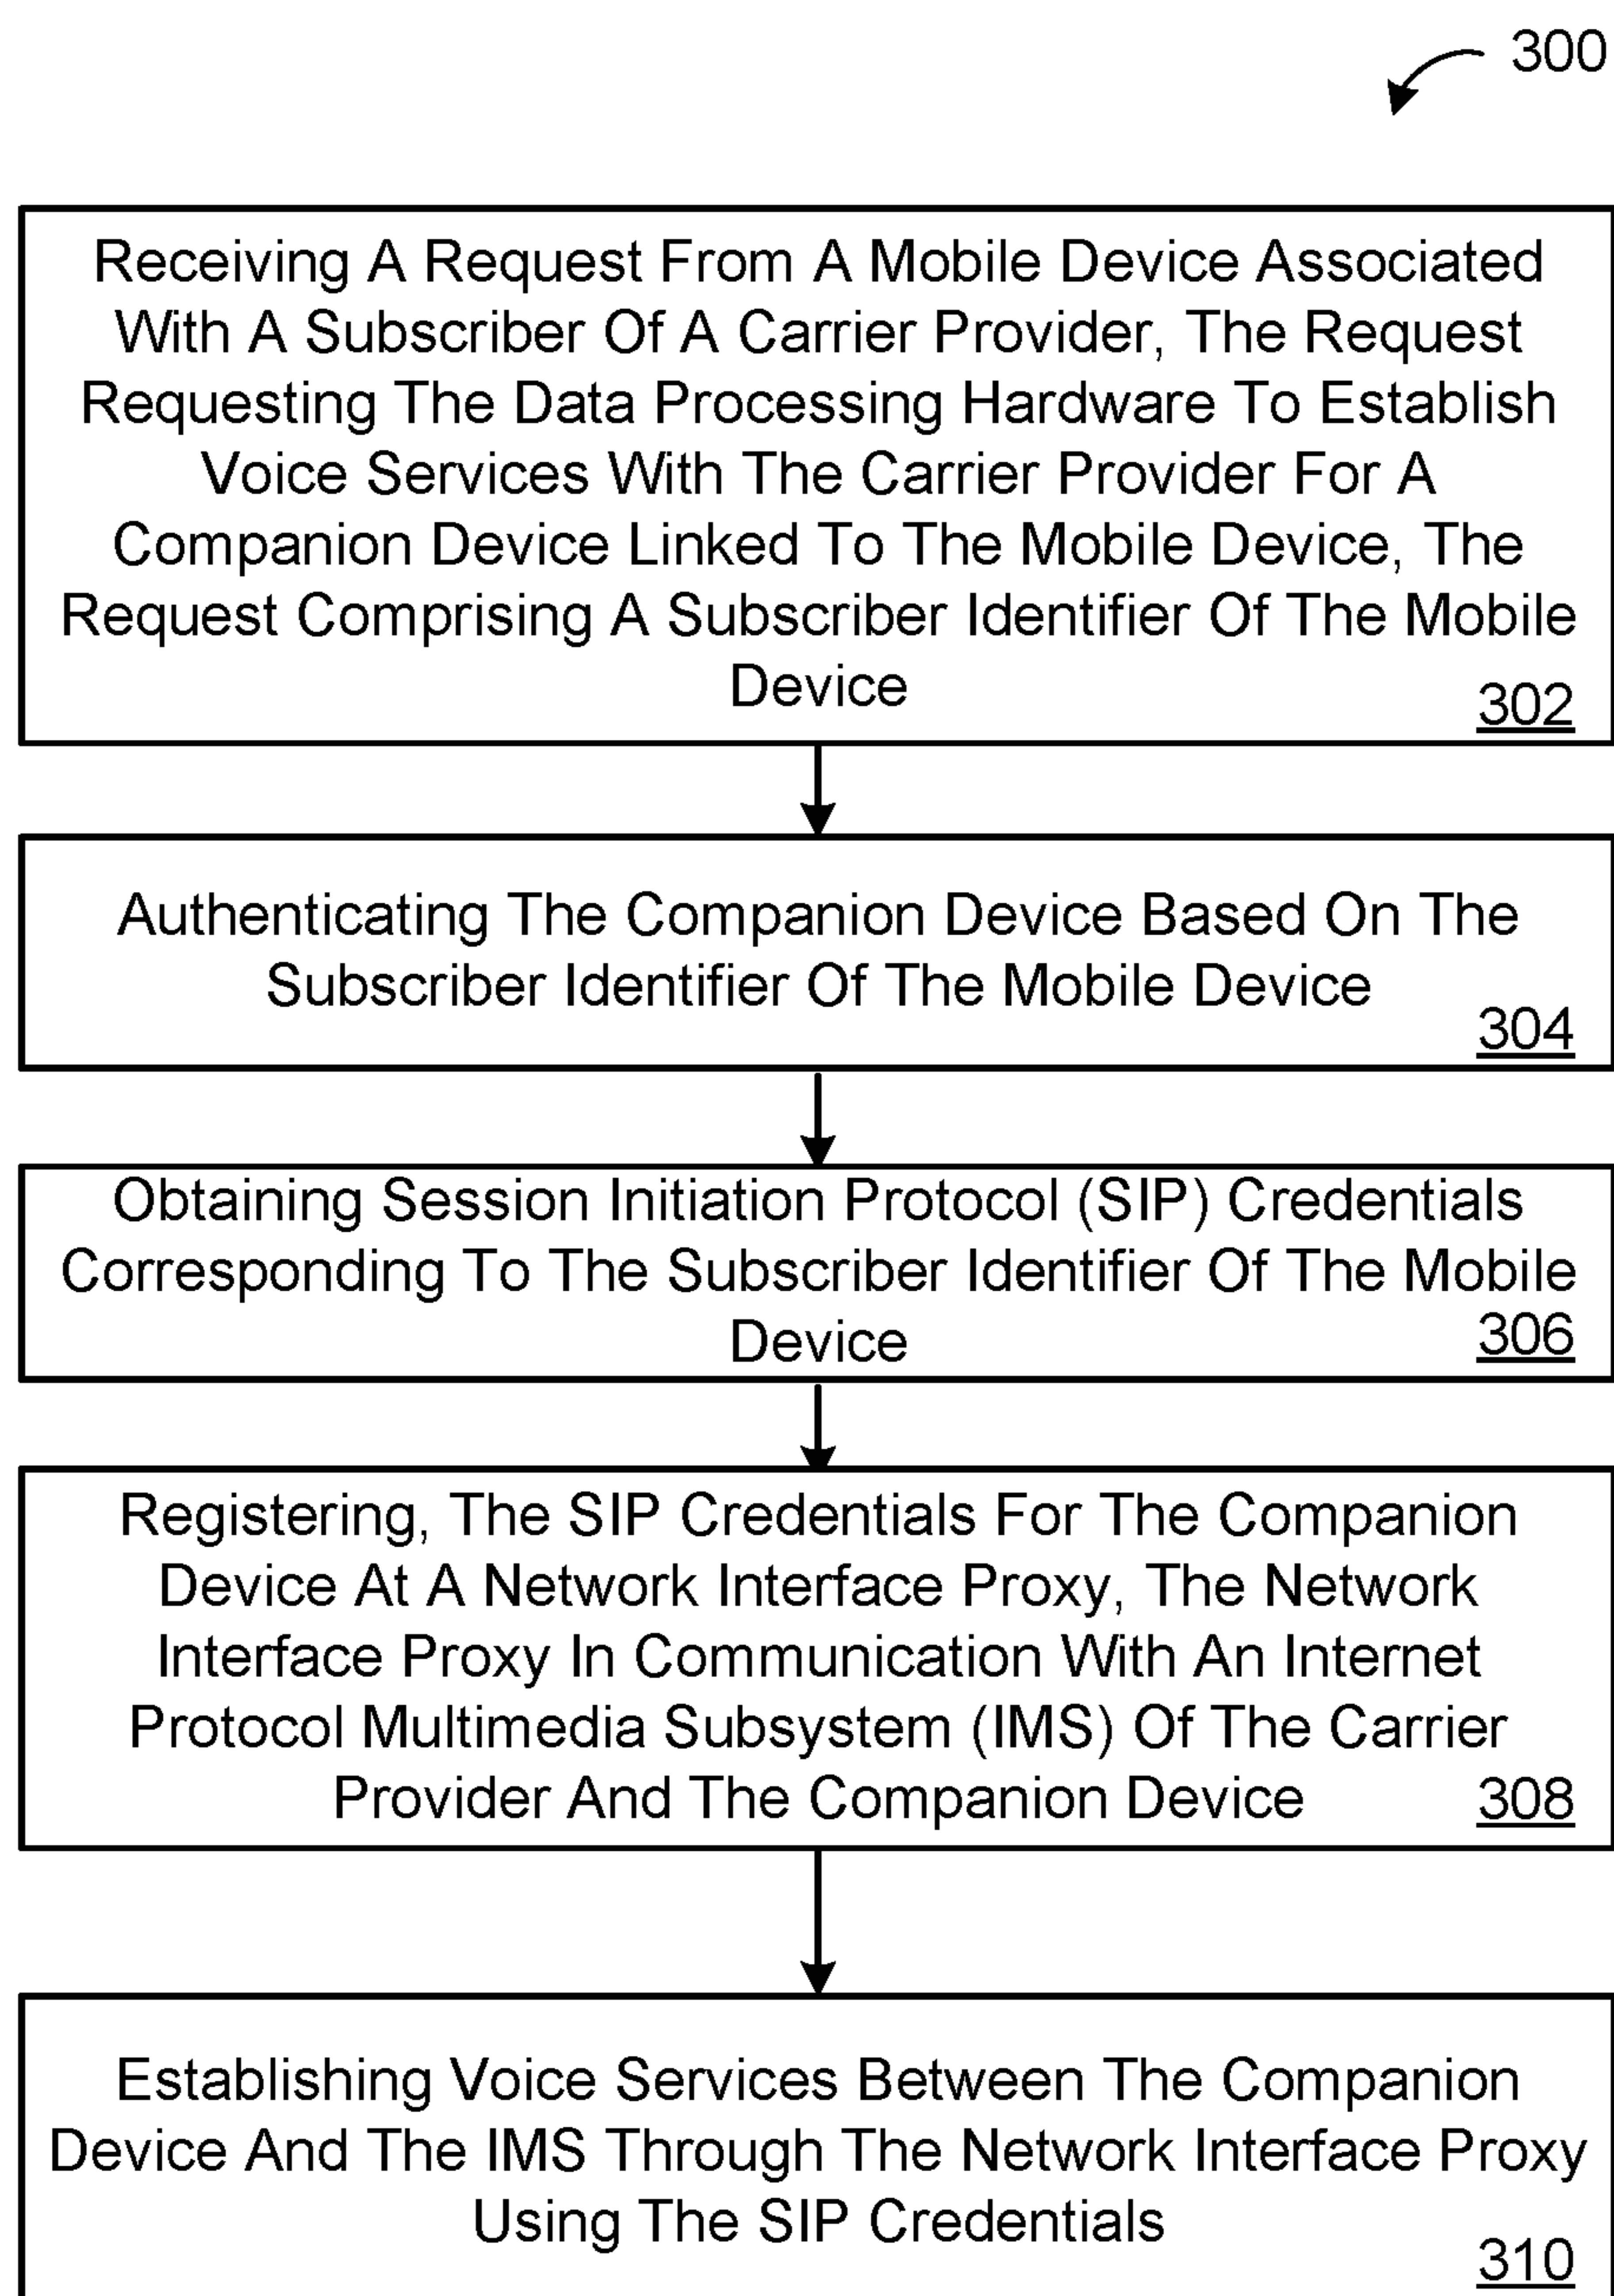 300
Receiving A Request From A Mobile Device Associated
With A Subscriber Of A Carrier Provider, The Request
Requesting The Data Processing Hardware To Establish
Voice Services With The Carrier Provider For A
Companion Device Linked To The Mobile Device, The
Request Comprising A Subscriber Identifier Of The Mobile
Device
302
Authenticating The Companion Device Based On The
Subscriber Identifier Of The Mobile Device
304
Obtaining Session Initiation Protocol (SIP) Credentials
Corresponding To The Subscriber Identifier Of The Mobile
Device
306
Registering, The SIP Credentials For The Companion
Device At A Network Interface Proxy, The Network
Interface Proxy In Communication With An Internet
Protocol Multimedia Subsystem (IMS) Of The Carrier
Provider And The Companion Device
308
Establishing Voice Services Between The Companion
Device And The IMS Through The Network Interface Proxy
Using The SIP Credentials
310